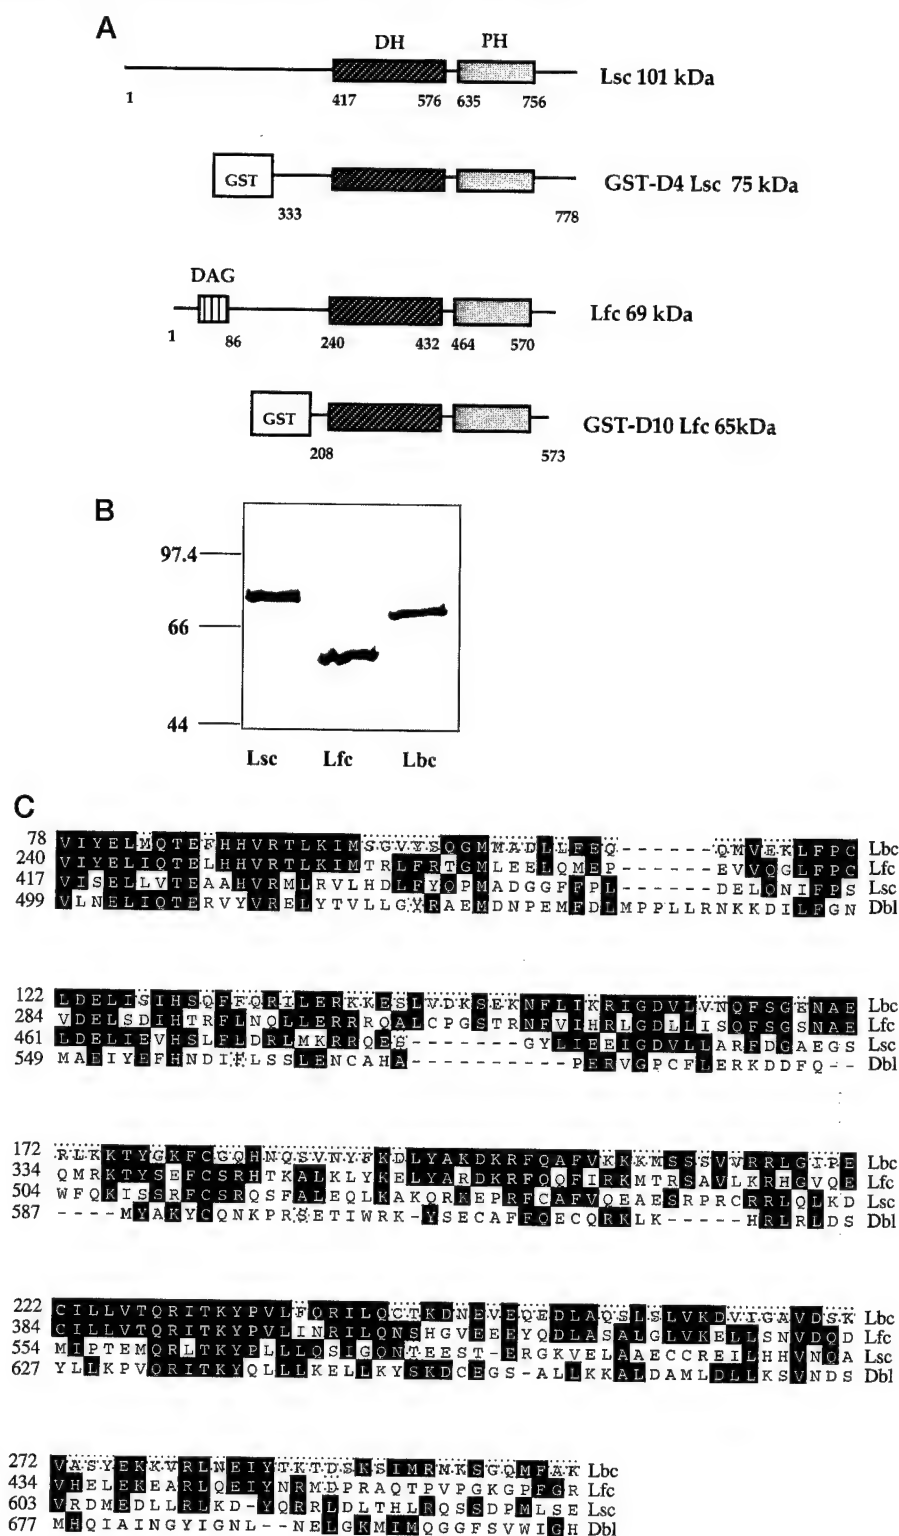 A
DH PH
Lsc 101 kDa
1 417 576 635 756
GST
GST-D4 Lsc 75 kDa
333 778
DAG
Lfc 69 kDa
1 86 240 432 464 570
GST
GST-D10 Lfc 65kDa
208 573
B
97.4
66
44
Lsc Lfc Lbc
C
78 VIYELMQTEFHHVRTLKIMSGVYSQGMMADLLFEQ------QMVEKLFPC Lbc
240 VIYELIQTELHHVRTLKIMTRLFRTGMLEELQMEP------EVVQGLFPC Lfc
417 VISELLVTEAAHVRMLRVLHDLFYQPMADGGFFPL------DELQNIFPS Lsc
499 VLNELIQTERVYVRELYTVLLGYRAEMDNPEMFDLMPPLLRNKKDILFGN Dbl
122 LDELISIHSQFFQRILERKKESLVDKSEKNFLIKRIGDVLVNQFSGENAE Lbc
284 VDELSDIHTRFLNQLLERRRQALCPGSTRNFVIHRLGDLLISQFSGSNAE Lfc
461 LDELIEVHSLFLDRLMKRRQES-------GYLIEEIGDVLLARFDGAEGS Lsc
549 MAEIYEFHNDIFLSSLENCAHA----------PERVGPCFLERKDDFQ-- Dbl
172 RLKKTYGKFCGQHNQSVNYFKDLYAKDKRFQAFVKKKMSSSVVRRLGIPE Lbc
334 QMRKTYSEFCSRHTKALKLYKELYARDKRFQQFIRKMTRSAVLKRHGVQE Lfc
504 WFQKISSRFCSRQSFALEQLKAKQRKEPRFCAFVQEAESRPRCRRLQLKD Lsc
587 ----MYAKYCQNKPRSETIWRK-YSECAFFQECQRKLK-----HRLRLDS Dbl
222 CILLVTQRITKYPVLFQRILQCTKDNEVEQEDLAQSLSLVKDVIGAVDSK Lbc
384 CILLVTQRITKYPVLINRILQNSHGVEEEYQDLASALGLVKELLSNVDQD Lfc
554 MIPTEMQRLTKYPLLLQSIGQNTEEST-ERGKVELAAECCREILHHVNQA Lsc
627 YLLKPVQRITKYQLLLKELLKYSKDCEGS-ALLKKALDAMLDLLKSVNDS Dbl
272 VASYEKKVRLNEIYTKTDSKSIMRMKSGQMFAK Lbc
434 VHELEKEARLQEIYNRMDPRAQTPVPGKGPFGR Lfc
603 VRDMEDLLRLKD-YQRRLDLTHLRQSSDPMLSE Lsc
677 MHQIAINGYIGNL--NELGKMIMQGGFSVWIGH Dbl